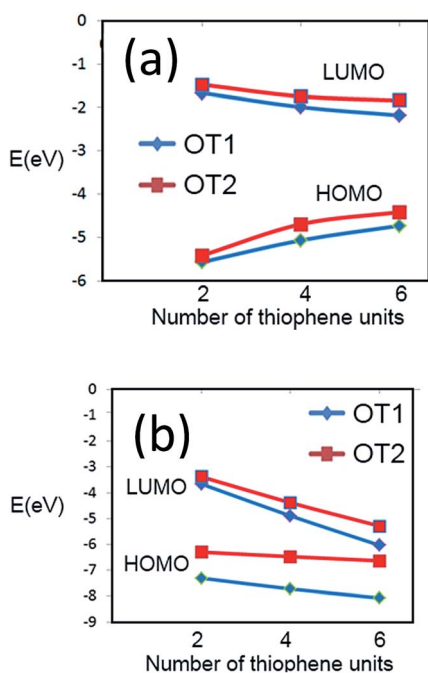 -1
(a)
LUMO
-2
-3
OT1
E(eV)
OT2
HOMO
-4
-5
-6
2 4 6
Number of thiophene units
0
-1
(b)
OT1
-2
OT2
-3
LUMO
-4
E(eV)
-5
-6
HOMO
-7
-8
-9
2 4 6
Number of thiophene units